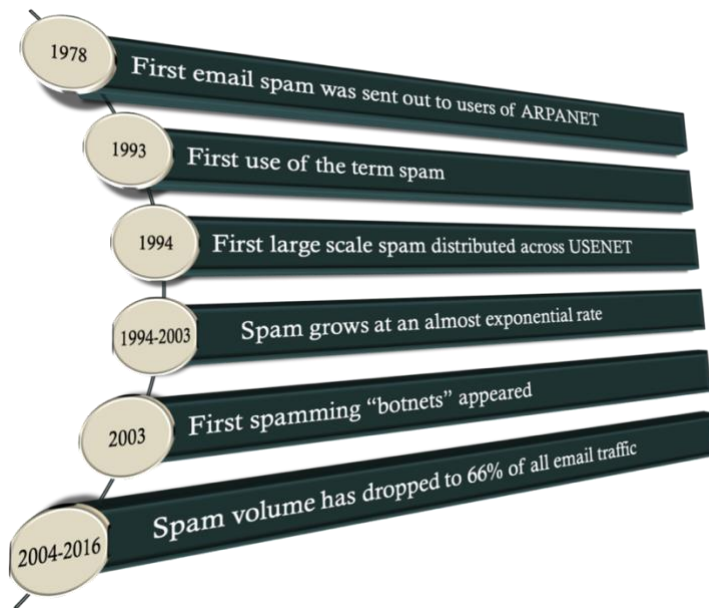 1978
First email spam was sent out to users of ARPANET
1993
First use of the term spam
1994
First large scale spam distributed across USENET
1994-2003
Spam grows at an almost exponential rate
2003
First spamming “botnets” appeared
2004-2016
Spam volume has dropped to 66% of all email traffic